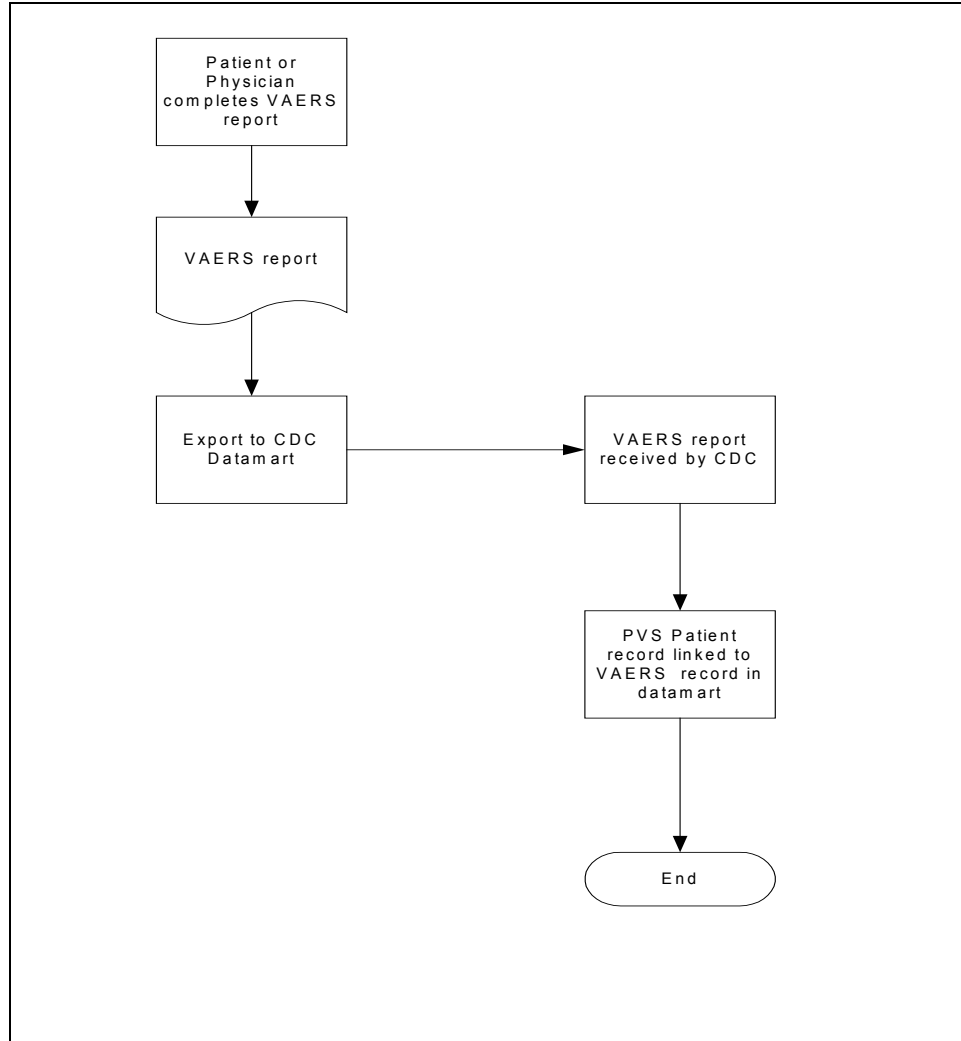 Patient or
Physician
completes VAERS
report
VAERS report
Export to CDC
Datamart
VAERS report
received by CDC
PVS Patient
record linked to
VAERS record in
datamart
End